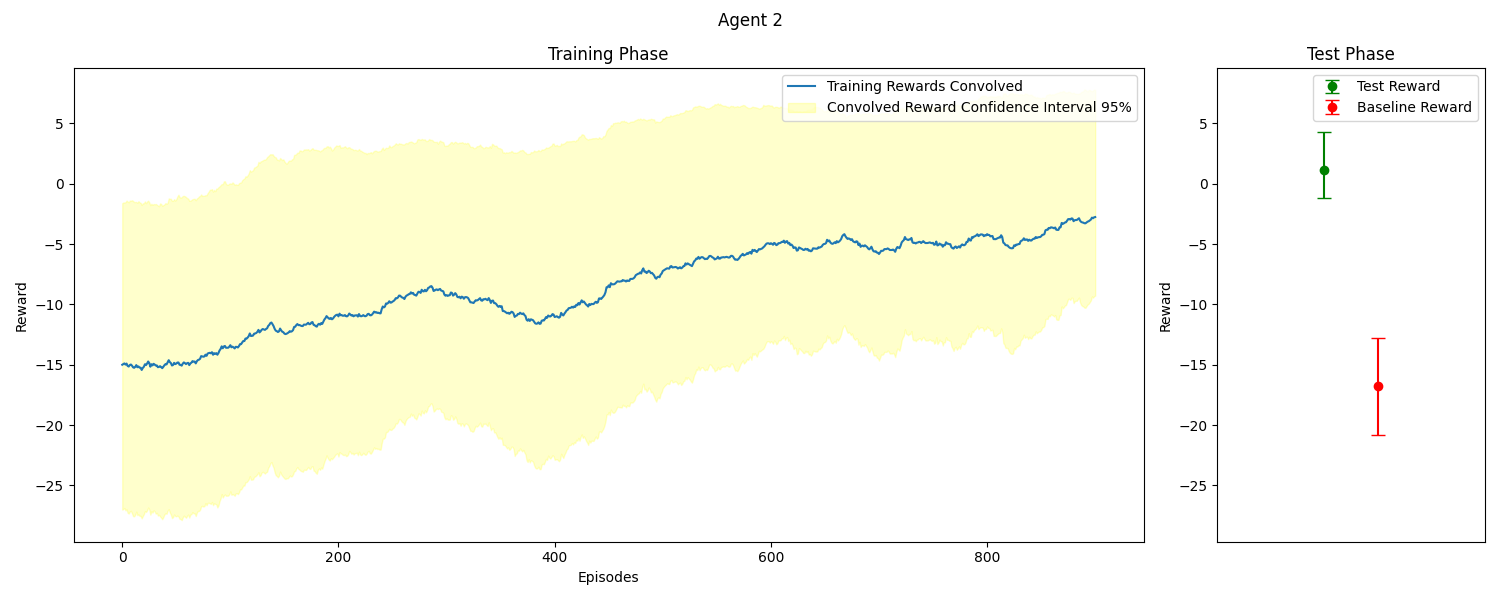 Agent 2
Training Phase
Training Rewards Convolved
Convolved Reward Confidence Interval 95%
Reward
5
0
−5
−10
−15
−20
−25
0
200
400
600
800
Episodes
Test Phase
Test Reward
Baseline Reward
Reward
5
0
−5
−10
−15
−20
−25